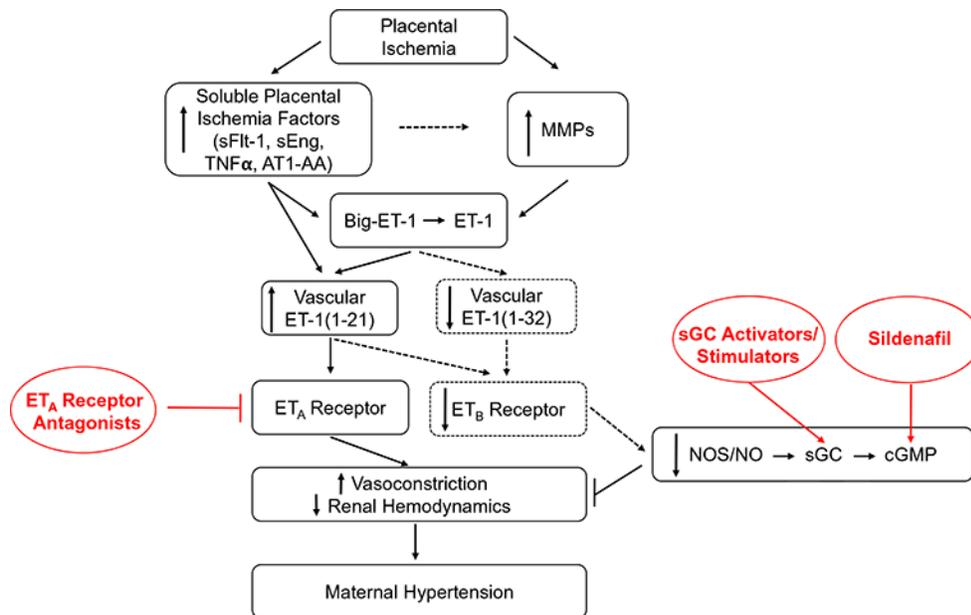 Placental
Ischemia
Soluble Placental
Ischemia Factors
(sFlt-1, sEng,
TNFα, AT1-AA)
MMPs
Big-ET-1 → ET-1
Vascular
ET-1(1-21)
Vascular
ET-1(1-32)
sGC Activators/
Stimulators
Sildenafil
ETA Receptor
Antagonists
ETA Receptor
ETB Receptor
NOS/NO → sGC → cGMP
Vasoconstriction
Renal Hemodynamics
Maternal Hypertension